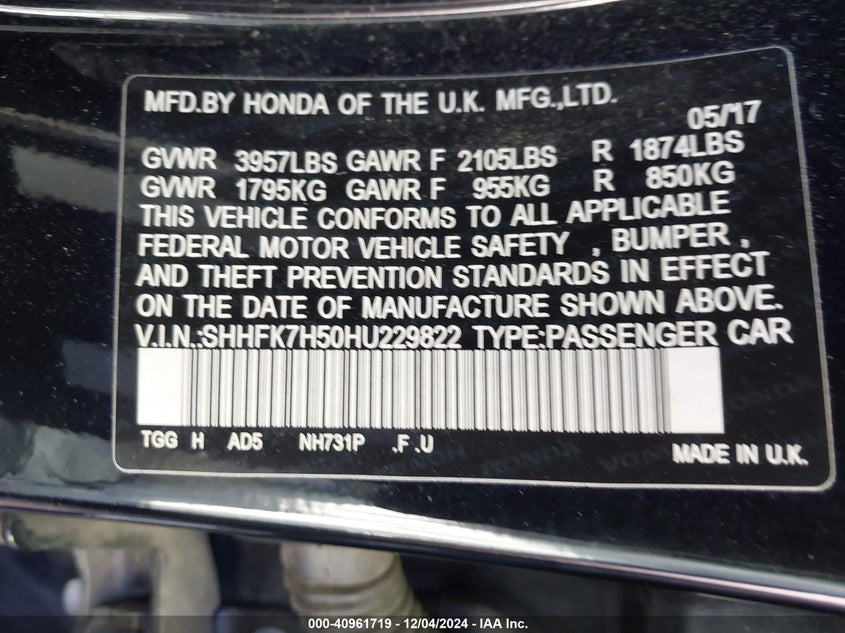 MFD.BY HONDA OF THE U.K. MFG.,LTD.
05/17
GVWR 3957LBS GAWR F 2105LBS R 1874LBS
GVWR 1795KG GAWR F 955KG R 850KG
THIS VEHICLE CONFORMS TO ALL APPLICABLE
FEDERAL MOTOR VEHICLE SAFETY , BUMPER ,
AND THEFT PREVENTION STANDARDS IN EFFECT
ON THE DATE OF MANUFACTURE SHOWN ABOVE.
V.I.N.:SHHFK7H50HU229822 TYPE:PASSENGER CAR
TGG H AD5 NH731P .F .U
MADE IN U.K.
HONDA
000-40961719 - 12/04/2024 - IAA Inc.